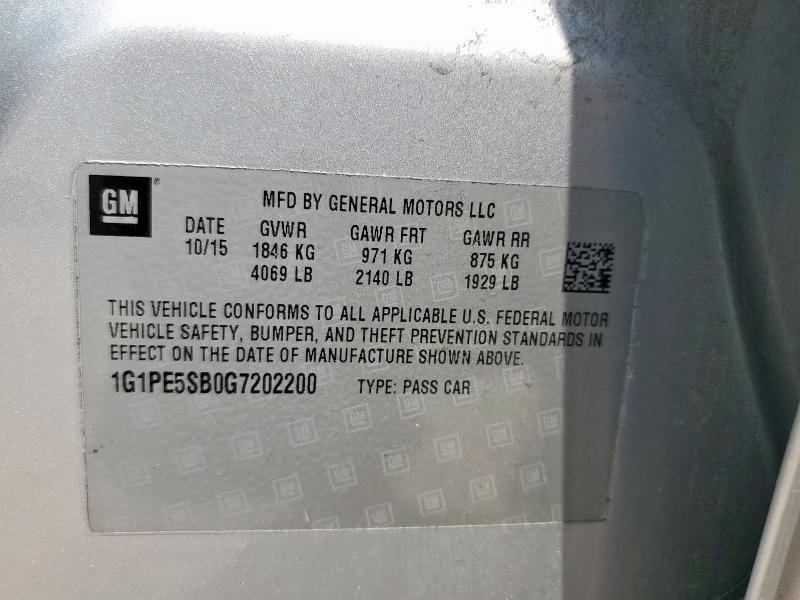 GM®
MFD BY GENERAL MOTORS LLC
DATE GVWR GAWR FRT GAWR RR
10/15 1846 KG 971 KG 875 KG
4069 LB 2140 LB 1929 LB
THIS VEHICLE CONFORMS TO ALL APPLICABLE U.S. FEDERAL MOTOR
VEHICLE SAFETY, BUMPER, AND THEFT PREVENTION STANDARDS IN
EFFECT ON THE DATE OF MANUFACTURE SHOWN ABOVE.
1G1PE5SB0G7202200 TYPE: PASS CAR